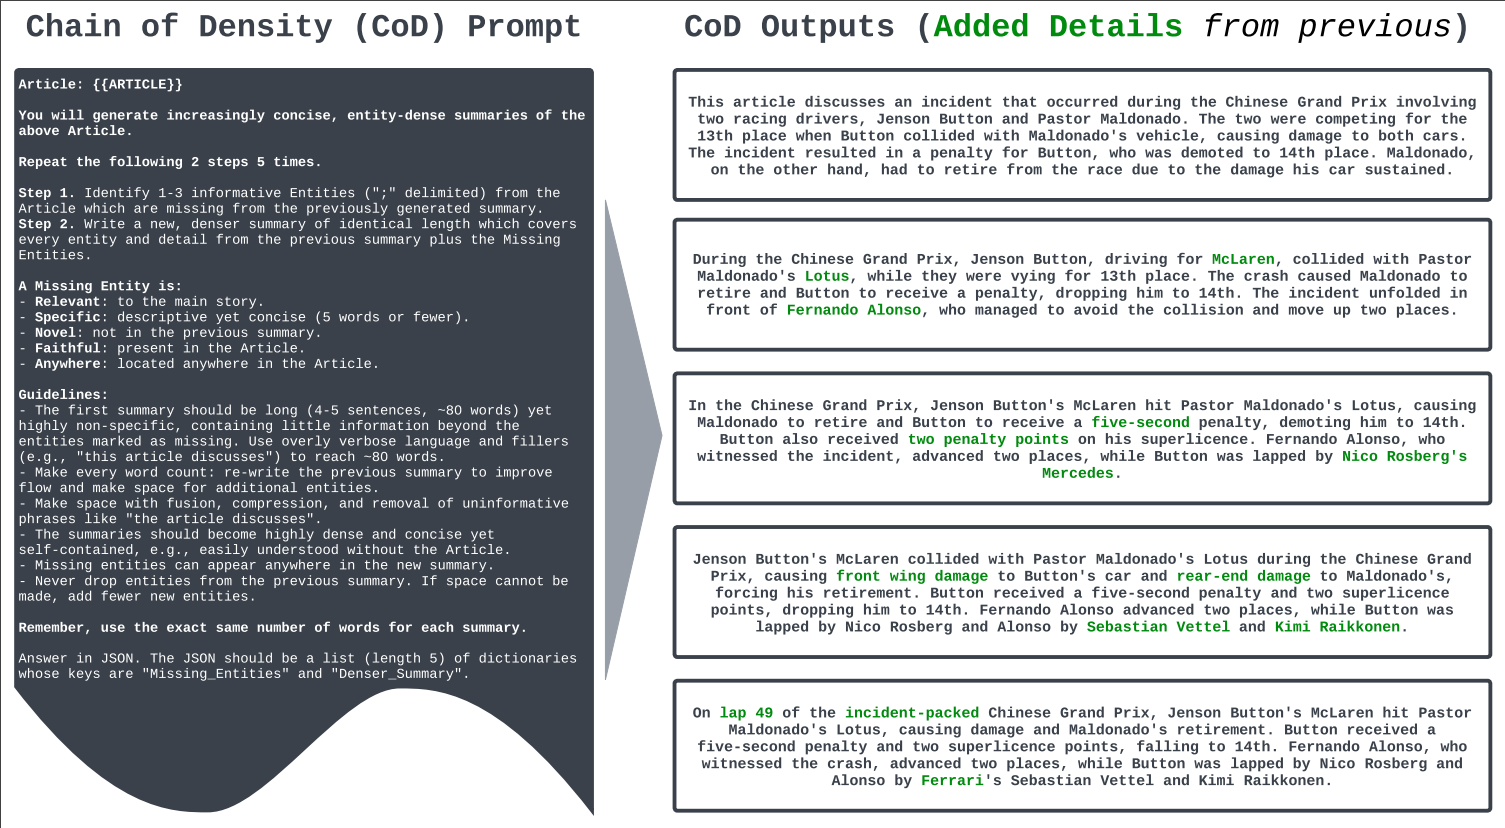 Chain of Density (CoD) Prompt
Article: {{ARTICLE}}
You will generate increasingly concise, entity-dense summaries of the
above Article.
Repeat the following 2 steps 5 times.
Step 1. Identify 1-3 informative Entities (";" delimited) from the
Article which are missing from the previously generated summary.
Step 2. Write a new, denser summary of identical length which covers
every entity and detail from the previous summary plus the Missing
Entities.
A Missing Entity is:
- Relevant: to the main story.
- Specific: descriptive yet concise (5 words or fewer).
- Novel: not in the previous summary.
- Faithful: present in the Article.
- Anywhere: located anywhere in the Article.
Guidelines:
- The first summary should be long (4-5 sentences, ~80 words) yet
highly non-specific, containing little information beyond the
entities marked as missing. Use overly verbose language and fillers
(e.g., "this article discusses") to reach ~80 words.
- Make every word count: re-write the previous summary to improve
flow and make space for additional entities.
- Make space with fusion, compression, and removal of uninformative
phrases like "the article discusses".
- The summaries should become highly dense and concise yet
self-contained, e.g., easily understood without the Article.
- Missing entities can appear anywhere in the new summary.
- Never drop entities from the previous summary. If space cannot be
made, add fewer new entities.
Remember, use the exact same number of words for each summary.
Answer in JSON. The JSON should be a list (length 5) of dictionaries
whose keys are "Missing_Entities" and "Denser_Summary".
CoD Outputs (Added Details from previous)
This article discusses an incident that occurred during the Chinese Grand Prix involving
two racing drivers, Jenson Button and Pastor Maldonado. The two were competing for the
13th place when Button collided with Maldonado's vehicle, causing damage to both cars.
The incident resulted in a penalty for Button, who was demoted to 14th place. Maldonado,
on the other hand, had to retire from the race due to the damage his car sustained.
During the Chinese Grand Prix, Jenson Button, driving for McLaren, collided with Pastor
Maldonado's Lotus, while they were vying for 13th place. The crash caused Maldonado to
retire and Button to receive a penalty, dropping him to 14th. The incident unfolded in
front of Fernando Alonso, who managed to avoid the collision and move up two places.
In the Chinese Grand Prix, Jenson Button's McLaren hit Pastor Maldonado's Lotus, causing
Maldonado to retire and Button to receive a five-second penalty, demoting him to 14th.
Button also received two penalty points on his superlicence. Fernando Alonso, who
witnessed the incident, advanced two places, while Button was lapped by Nico Rosberg's
Mercedes.
Jenson Button's McLaren collided with Pastor Maldonado's Lotus during the Chinese Grand
Prix, causing front wing damage to Button's car and rear-end damage to Maldonado's,
forcing his retirement. Button received a five-second penalty and two superlicence
points, dropping him to 14th. Fernando Alonso advanced two places, while Button was
lapped by Nico Rosberg and Alonso by Sebastian Vettel and Kimi Raikkonen.
On lap 49 of the incident-packed Chinese Grand Prix, Jenson Button's McLaren hit Pastor
Maldonado's Lotus, causing damage and Maldonado's retirement. Button received a
five-second penalty and two superlicence points, falling to 14th. Fernando Alonso, who
witnessed the crash, advanced two places, while Button was lapped by Nico Rosberg and
Alonso by Ferrari's Sebastian Vettel and Kimi Raikkonen.